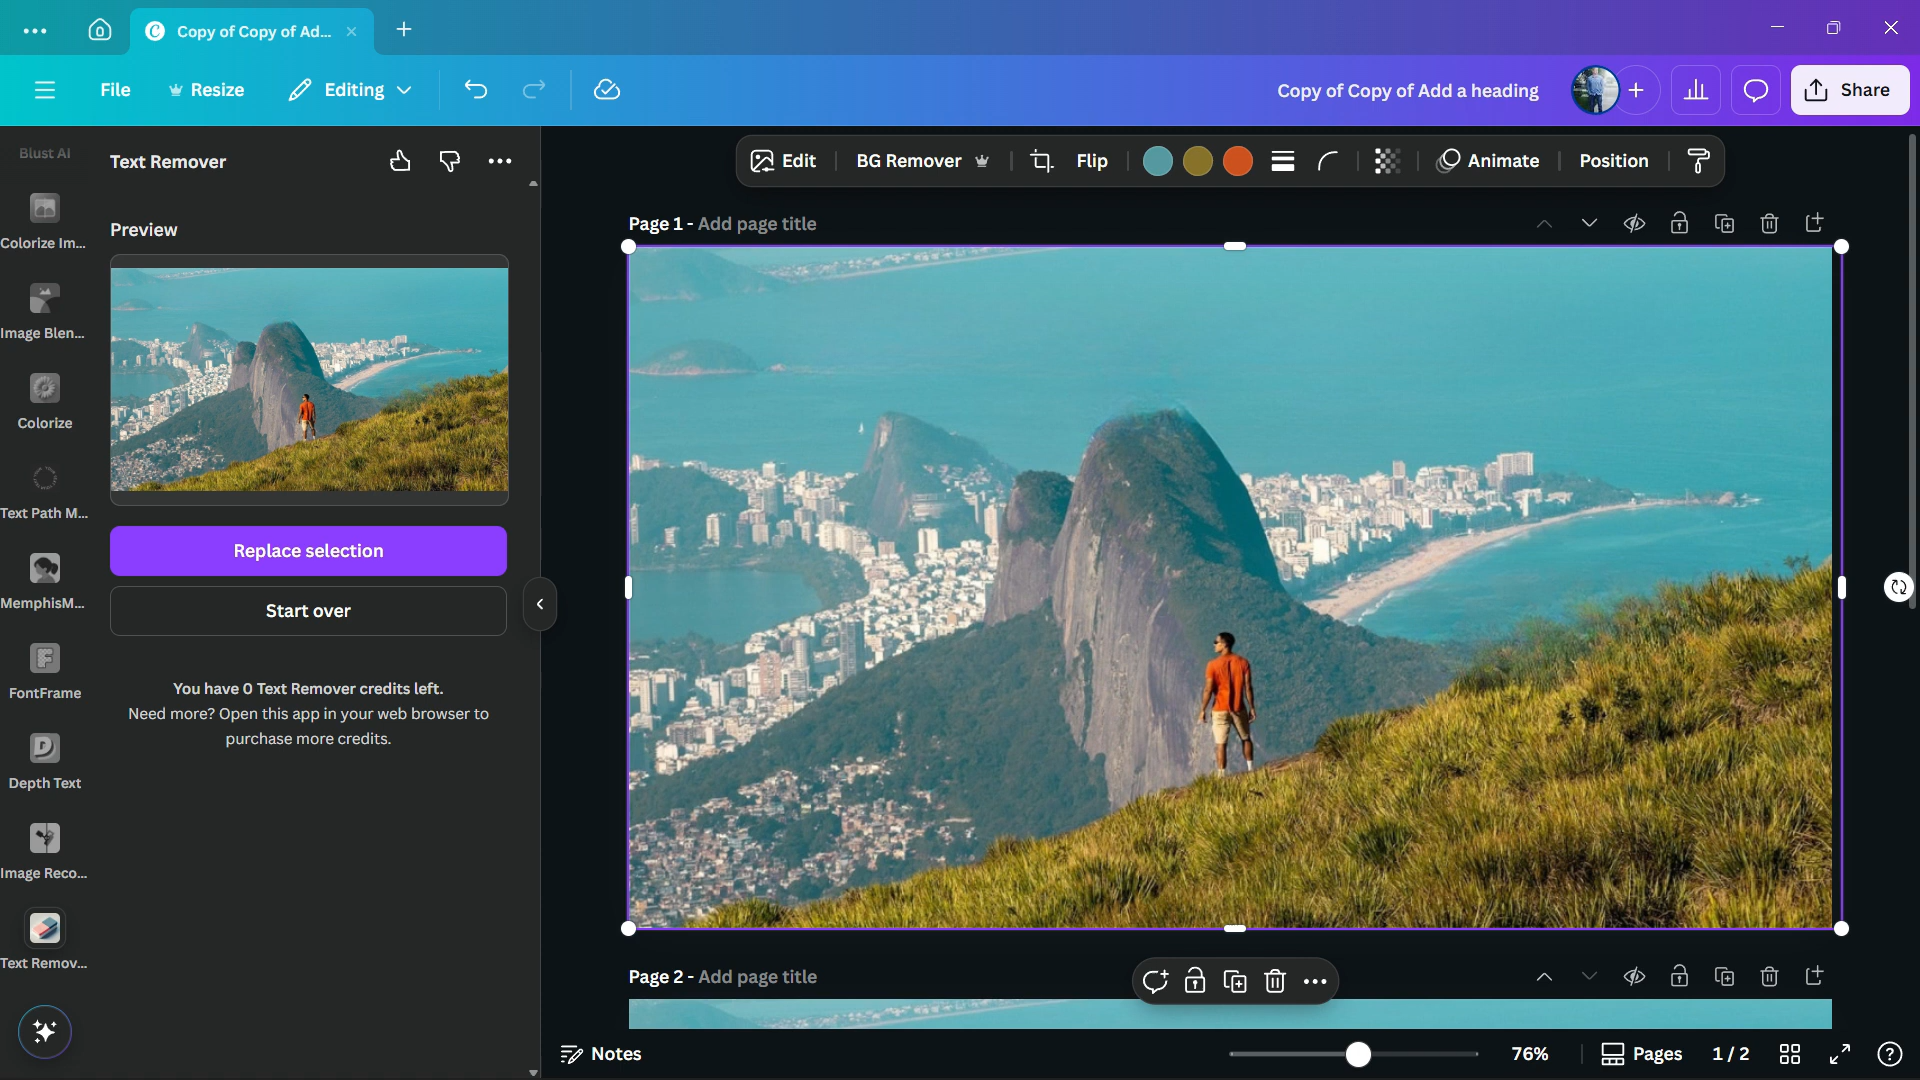 Copy of Copy of Ad...
File
Resize
Editing
Copy of Copy of Add a heading
Share
Blust AI
Colorize Im...
Image Blen...
Colorize
Text Path M...
MemphisM...
FontFrame
Depth Text
Image Reco...
Text Remov...
Text Remover
Preview
Replace selection
Start over
You have 0 Text Remover credits left.
Need more? Open this app in your web browser to
purchase more credits.
Edit
BG Remover
Flip
Animate
Position
Page 1 - Add page title
Page 2 - Add page title
Notes
76%
Pages
1 / 2